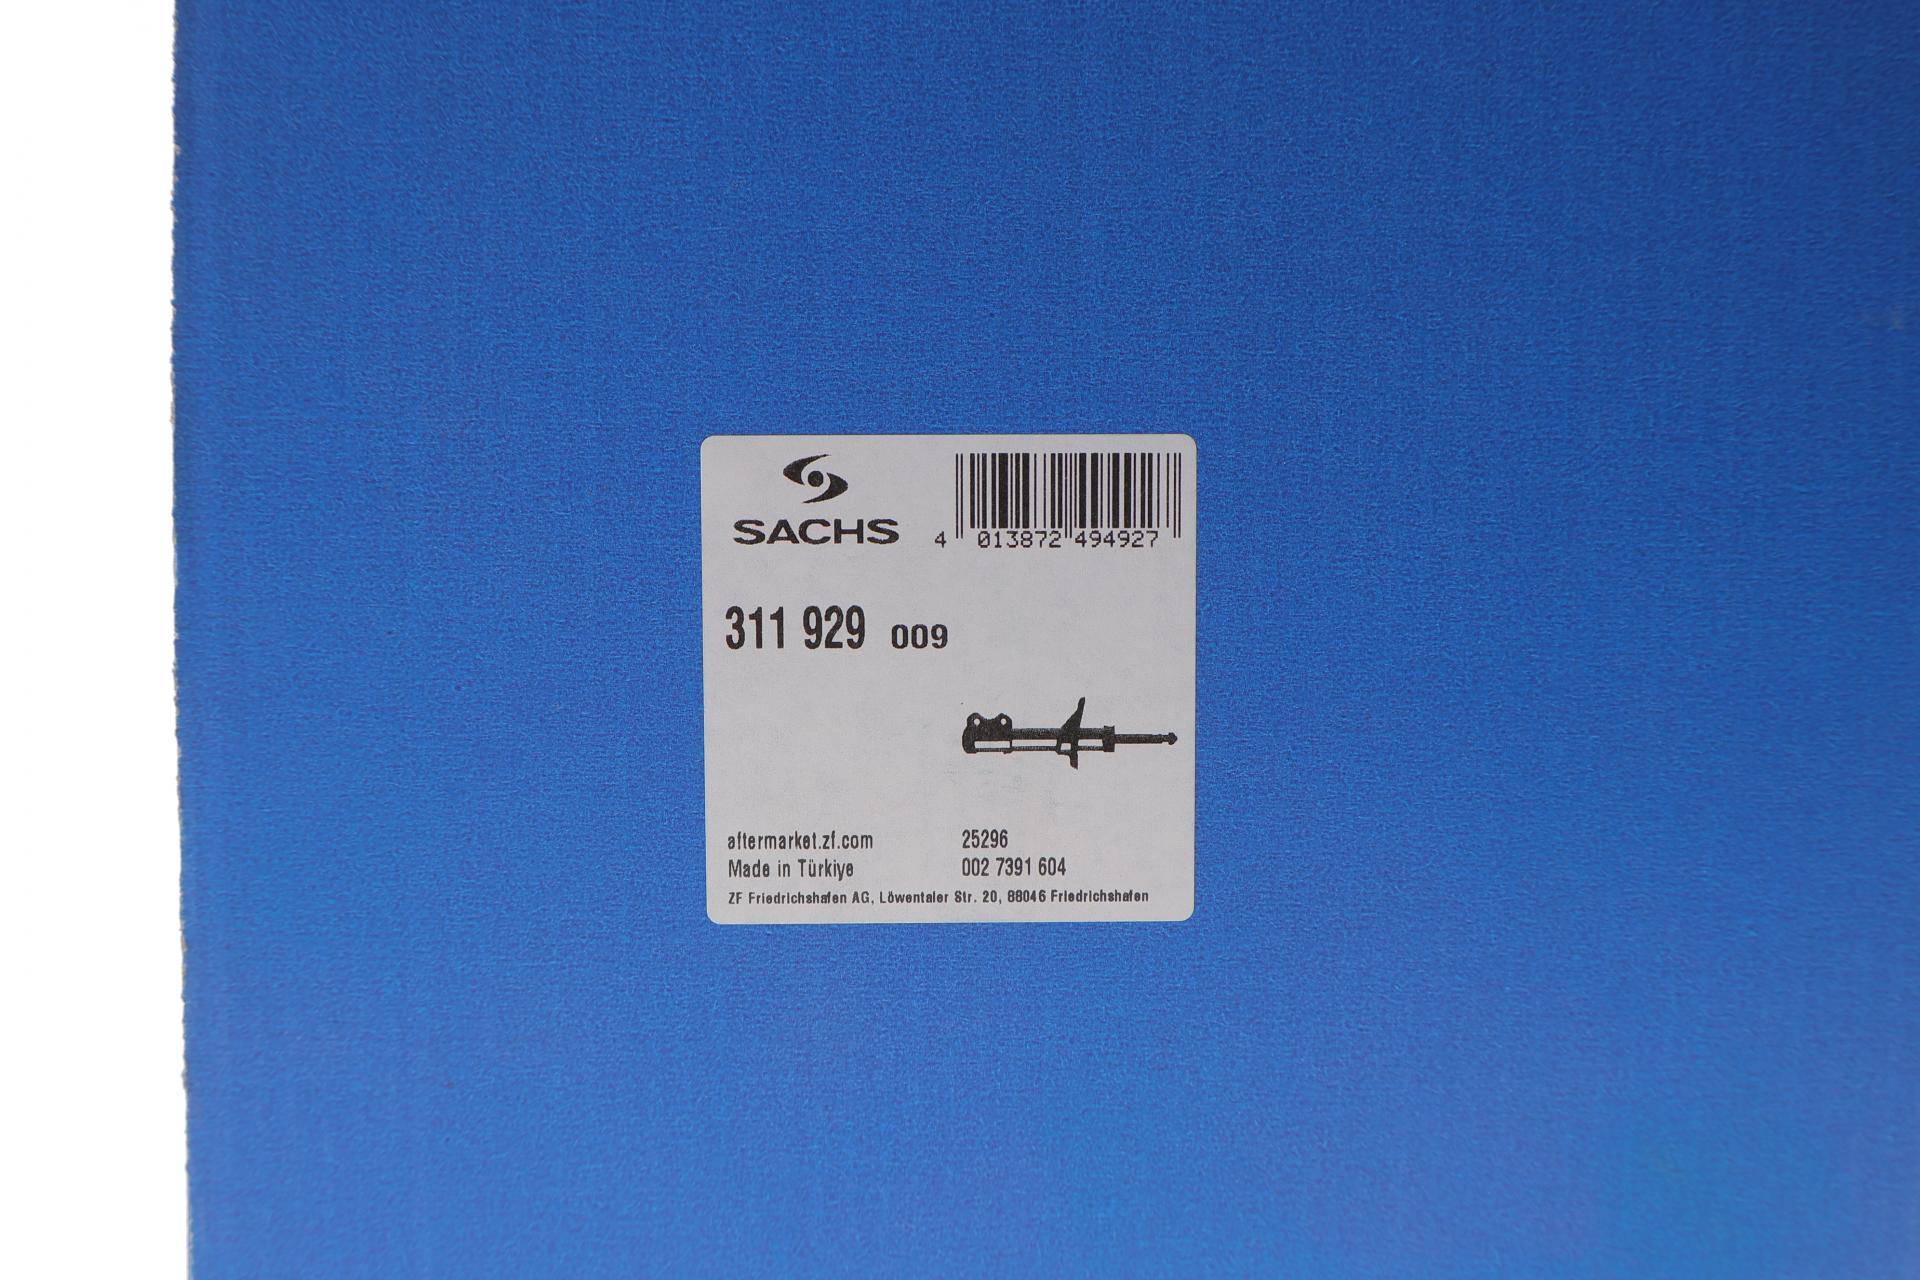 SACHS
4 013872 494927
311 929 009
aftermarket.zf.com 25296
Made in Türkiye 002 7391 604
ZF Friedrichshafen AG, Löwentaler Str. 20, 88046 Friedrichshafen